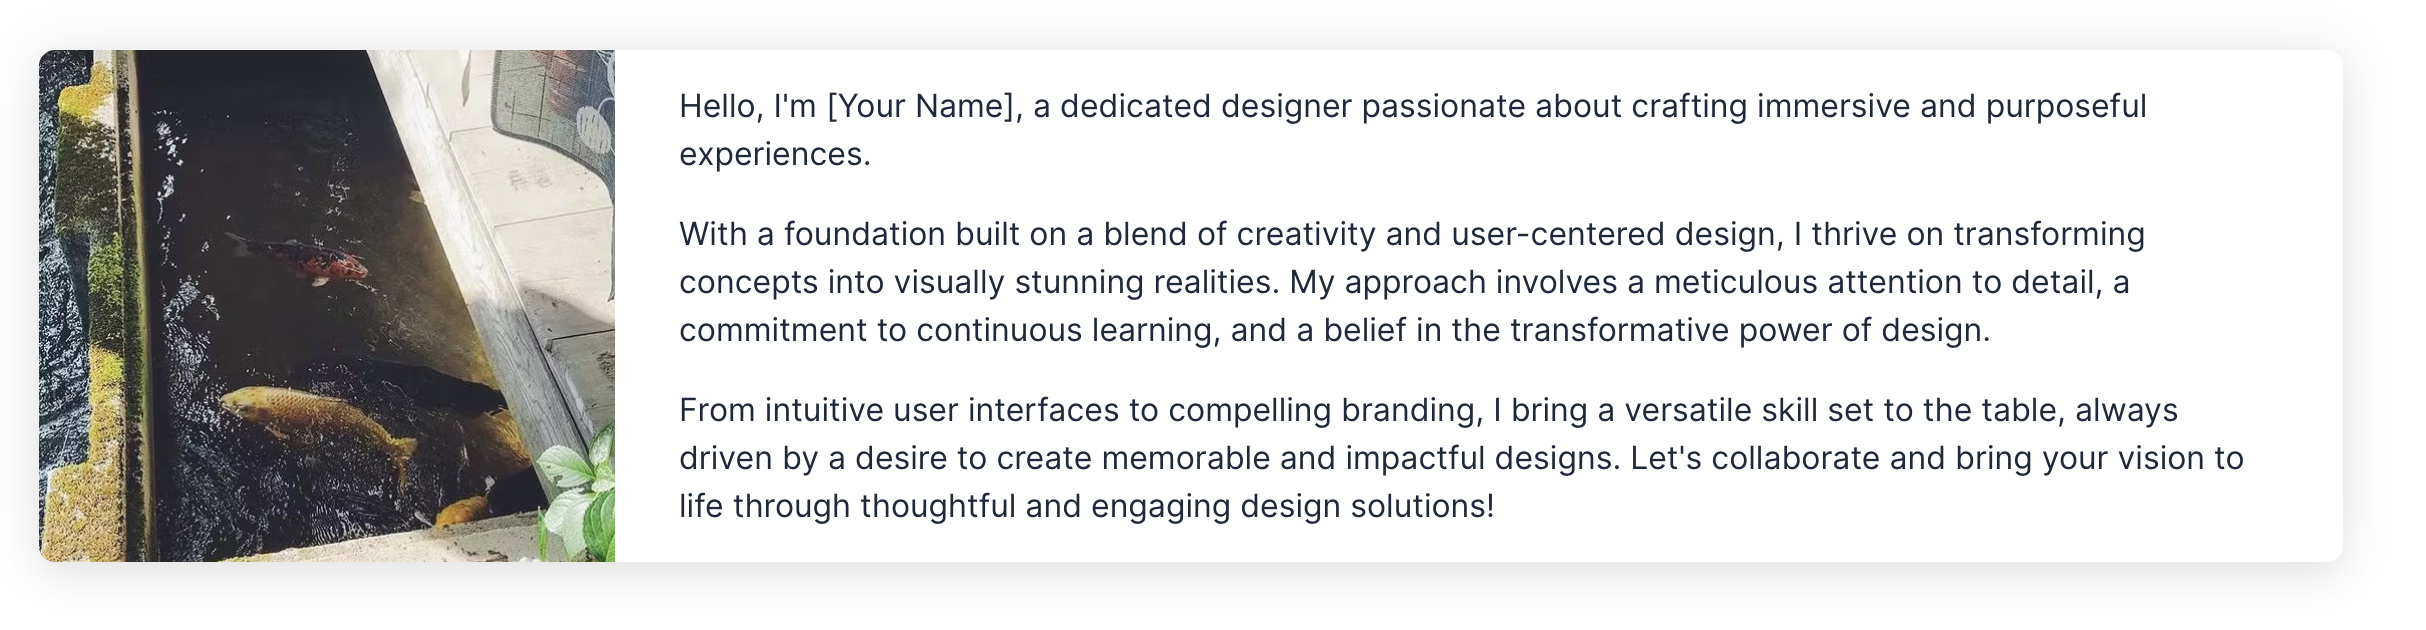 Hello, I'm [Your Name], a dedicated designer passionate about crafting immersive and purposeful
experiences.
With a foundation built on a blend of creativity and user-centered design, I thrive on transforming
concepts into visually stunning realities. My approach involves a meticulous attention to detail, a
commitment to continuous learning, and a belief in the transformative power of design.
From intuitive user interfaces to compelling branding, I bring a versatile skill set to the table, always
driven by a desire to create memorable and impactful designs. Let's collaborate and bring your vision to
life through thoughtful and engaging design solutions!